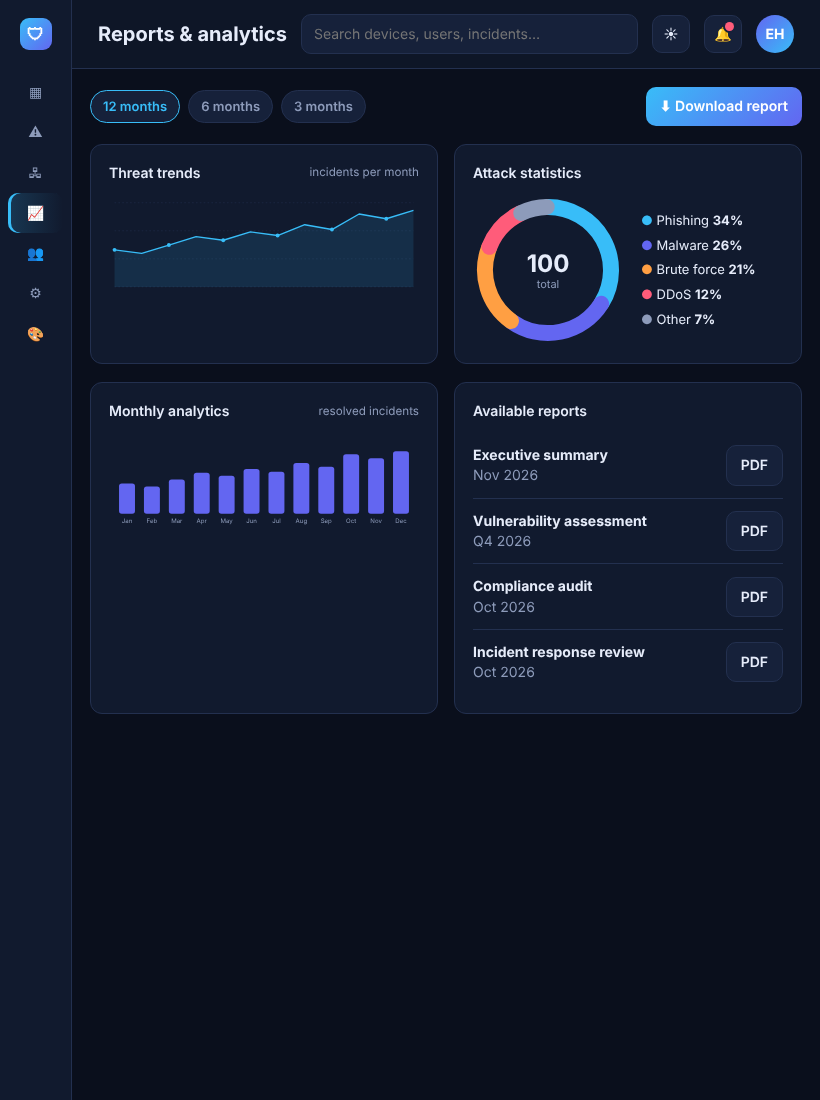 Reports & analytics
Search devices, users, incidents...
EH
12 months
6 months
3 months
⬇ Download report
Threat trends
incidents per month
Attack statistics
100
total
Phishing 34%
Malware 26%
Brute force 21%
DDoS 12%
Other 7%
Monthly analytics
resolved incidents
Jan Feb Mar Apr May Jun Jul Aug Sep Oct Nov Dec
Available reports
Executive summary
Nov 2026
PDF
Vulnerability assessment
Q4 2026
PDF
Compliance audit
Oct 2026
PDF
Incident response review
Oct 2026
PDF